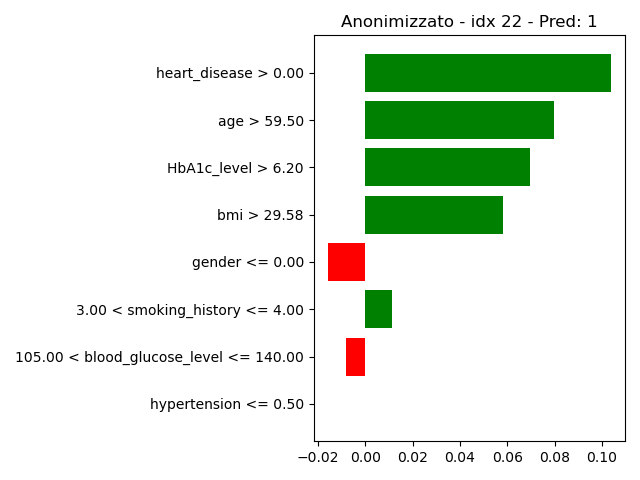 Anonimizzato - idx 22 - Pred: 1
heart_disease > 0.00
age > 59.50
HbA1c_level > 6.20
bmi > 29.58
gender <= 0.00
3.00 < smoking_history <= 4.00
105.00 < blood_glucose_level <= 140.00
hypertension <= 0.50
−0.02 0.00 0.02 0.04 0.06 0.08 0.10